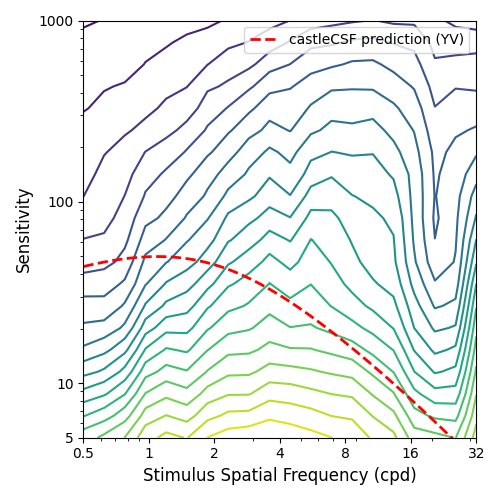 1000
castleCSF prediction (YV)
100
10
5
Sensitivity
0.5 1 2 4 8 16 32
Stimulus Spatial Frequency (cpd)